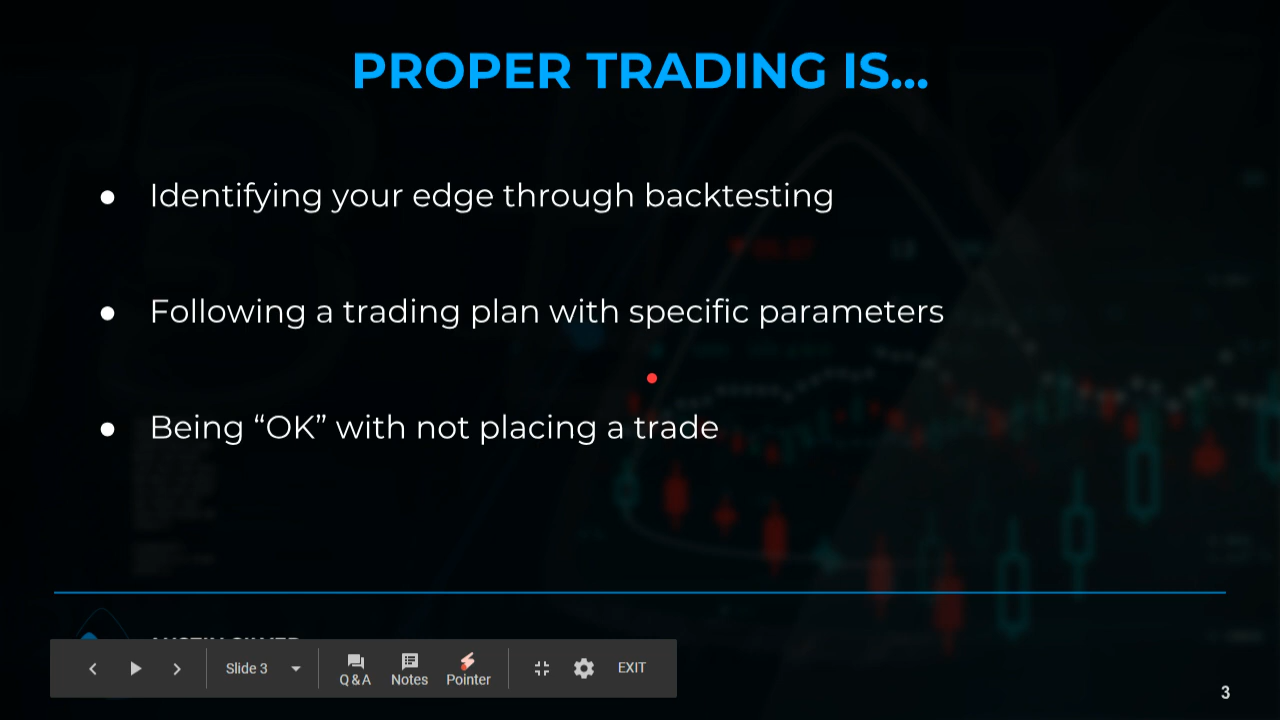 PROPER TRADING IS...
● Identifying your edge through backtesting
● Following a trading plan with specific parameters
● Being “OK” with not placing a trade
Slide 3
Q & A
Notes
Pointer
EXIT
3